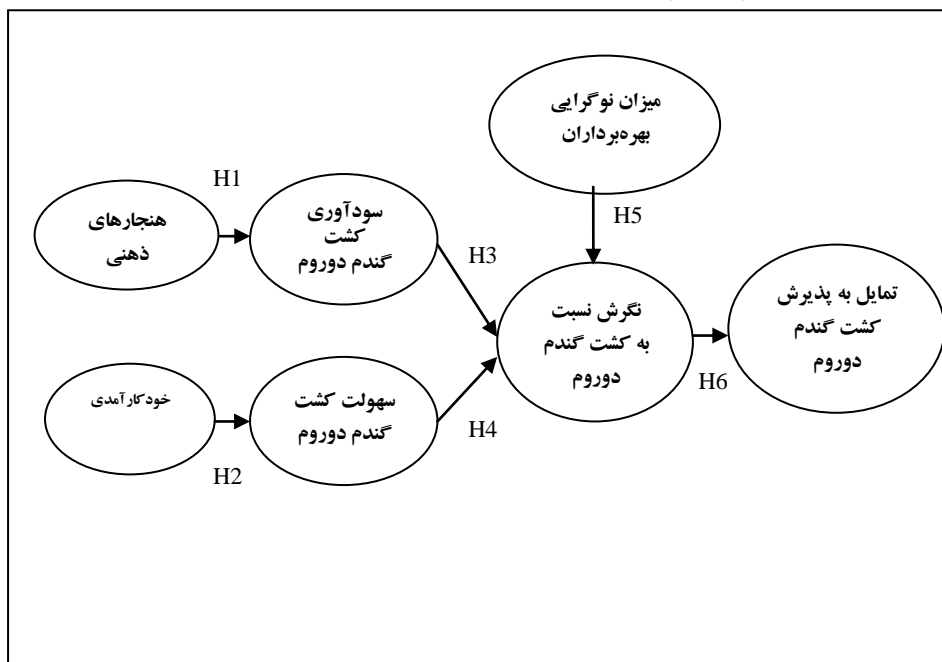 میزان نوگرایی
بهره‌برداران
H1
هنجارهای
ذهنی
سودآوری
کشت
گندم دوروم
H5
H3
نگرش نسبت
به کشت گندم
دوروم
تمایل به پذیرش
کشت گندم
دوروم
H6
خودکارآمدی
سهولت کشت
گندم دوروم
H4
H2